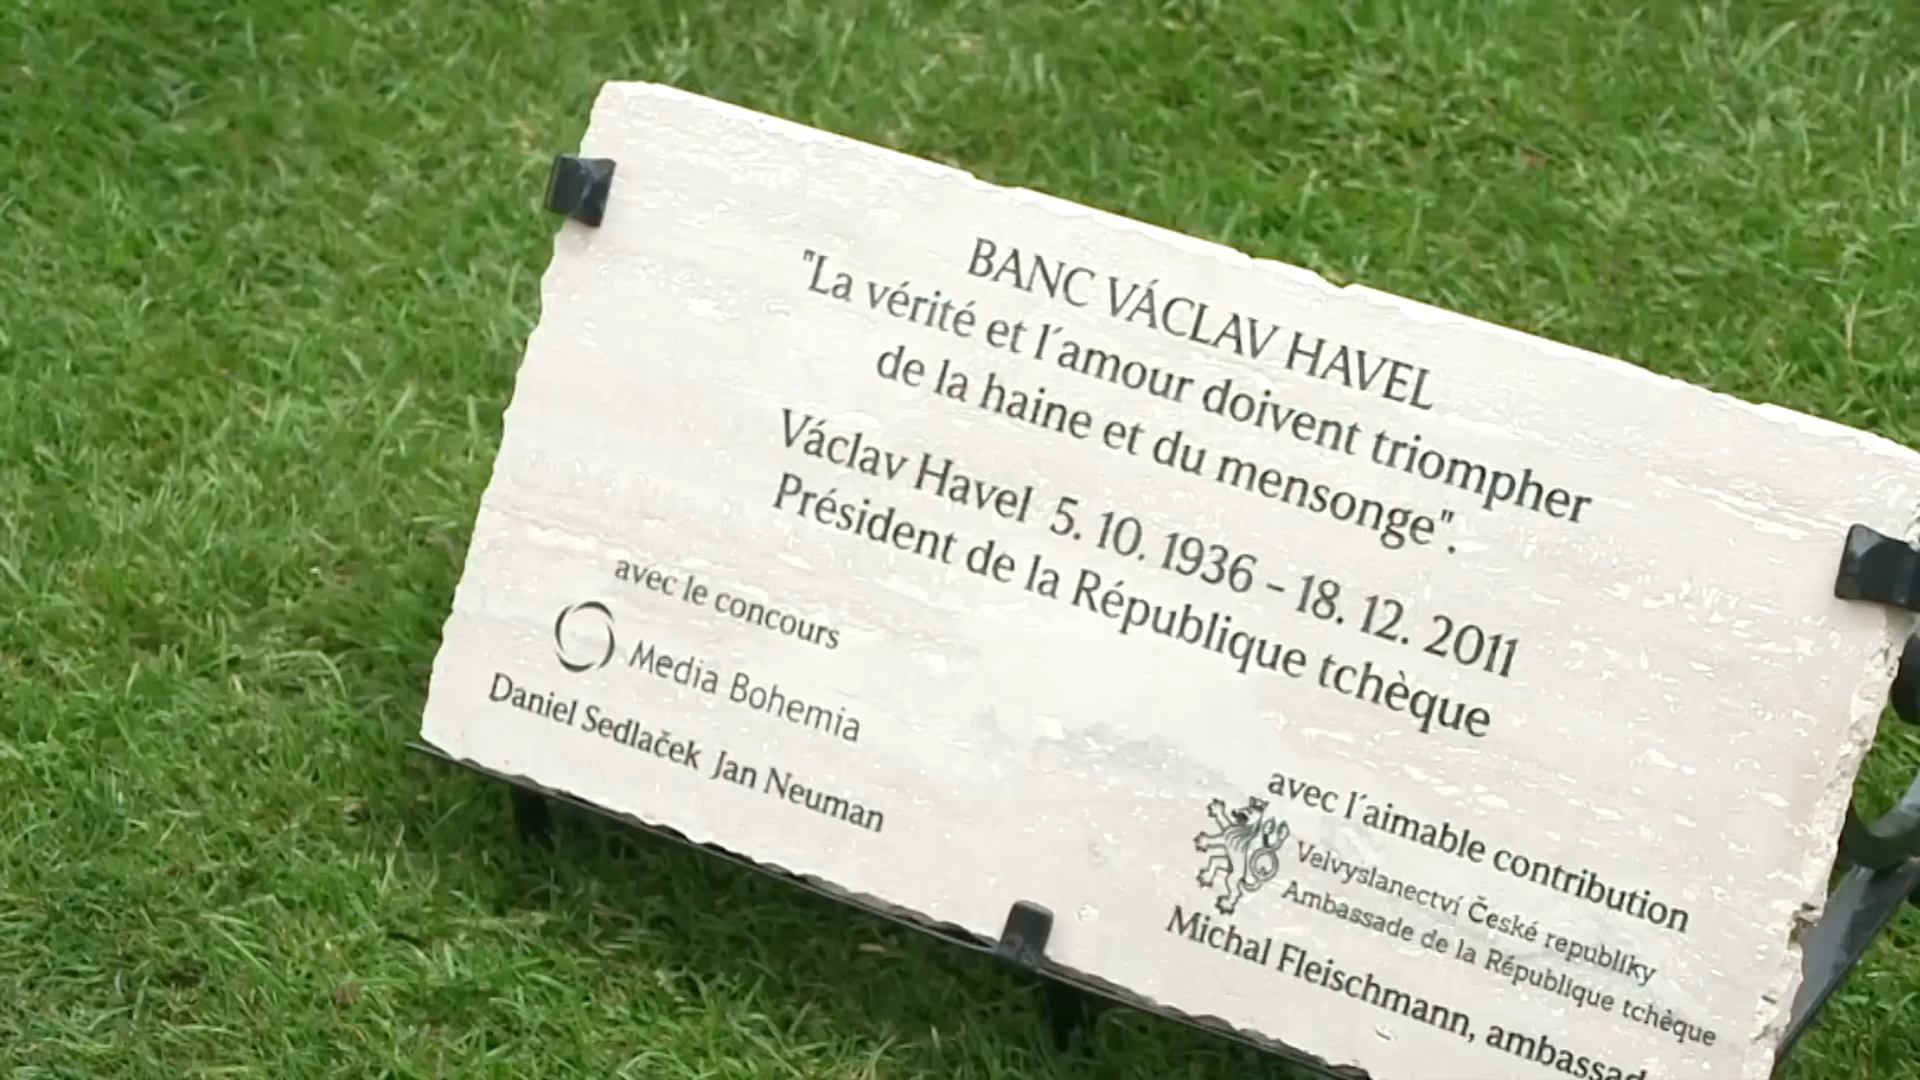 BANC VÁCLAV HAVEL
"La vérité et l´amour doivent triompher
de la haine et du mensonge".
Václav Havel 5. 10. 1936 - 18. 12. 2011
Président de la République tchèque
avec le concours
Media Bohemia
Daniel Sedlaček Jan Neuman
avec l´aimable contribution
Velvyslanectví České republiky
Ambassade de la République tchèque
Michal Fleischmann,